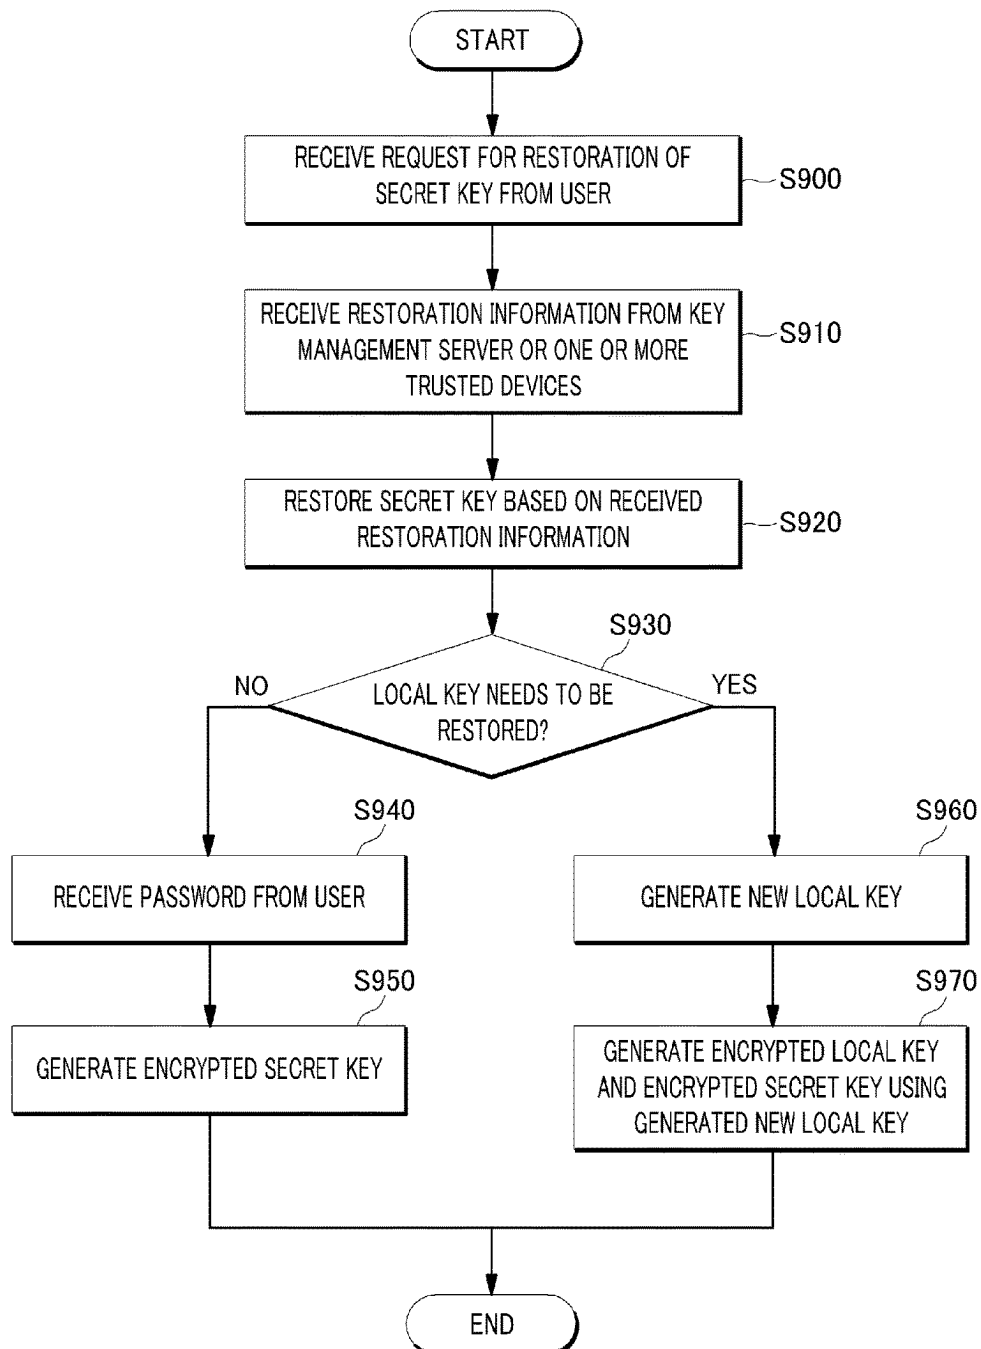 START
RECEIVE REQUEST FOR RESTORATION OF
SECRET KEY FROM USER
S900
RECEIVE RESTORATION INFORMATION FROM KEY
MANAGEMENT SERVER OR ONE OR MORE
TRUSTED DEVICES
S910
RESTORE SECRET KEY BASED ON RECEIVED
RESTORATION INFORMATION
S920
S930
NO
LOCAL KEY NEEDS TO BE
RESTORED?
YES
S940
RECEIVE PASSWORD FROM USER
S960
GENERATE NEW LOCAL KEY
S950
GENERATE ENCRYPTED SECRET KEY
S970
GENERATE ENCRYPTED LOCAL KEY
AND ENCRYPTED SECRET KEY USING
GENERATED NEW LOCAL KEY
END